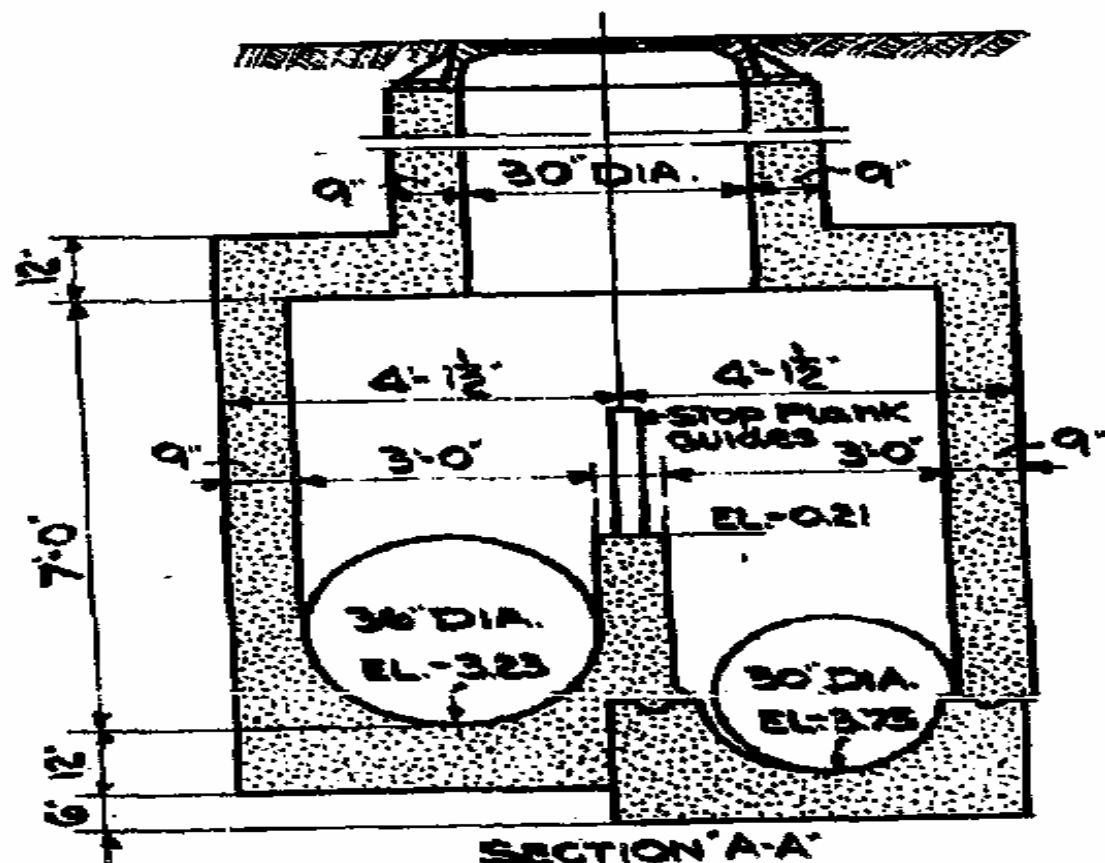 30" DIA.
9"
9"
12"
4'-1½"
4'-1½"
STOP PLANK
GUIDES
9"
3'-0"
3'-0"
9"
EL.-0.21
7'-0"
36" DIA.
EL.-3.23
30" DIA.
EL-3.75
12"
6"
SECTION "A-A"